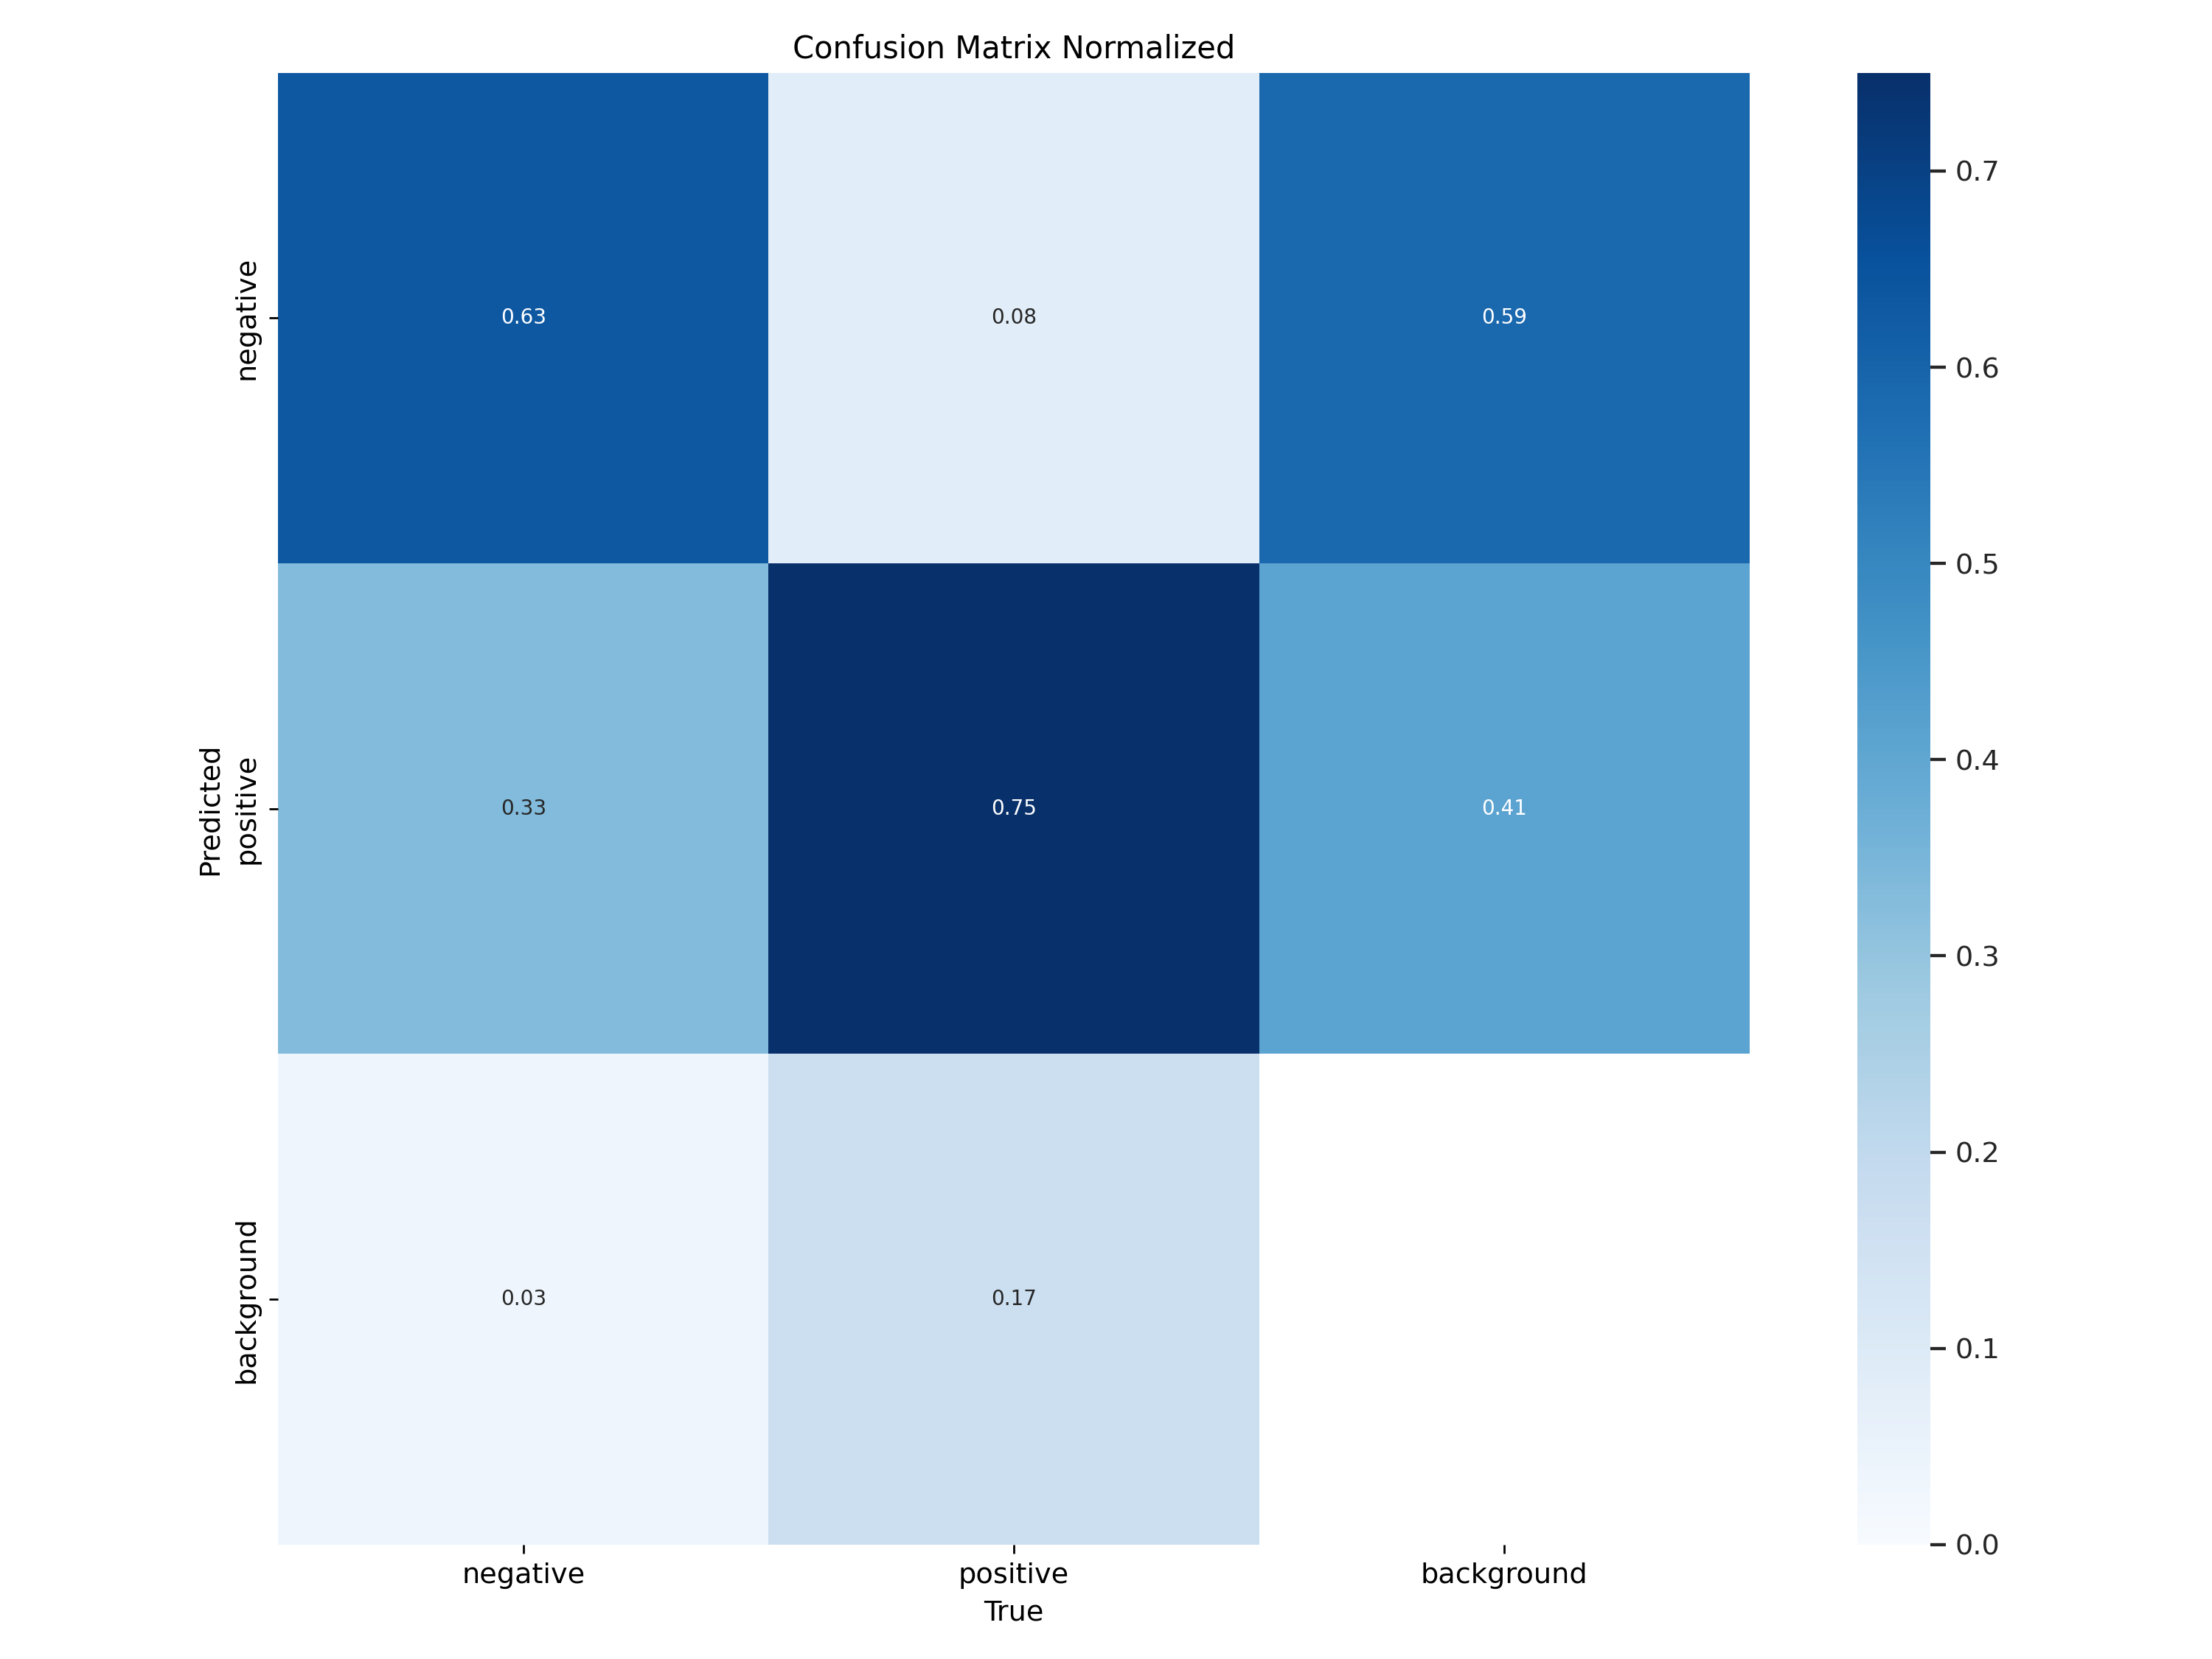 Confusion Matrix Normalized
negative
0.63
0.08
0.59
Predicted
positive
0.33
0.75
0.41
background
0.03
0.17
negative
positive
background
True
0.7
0.6
0.5
0.4
0.3
0.2
0.1
0.0